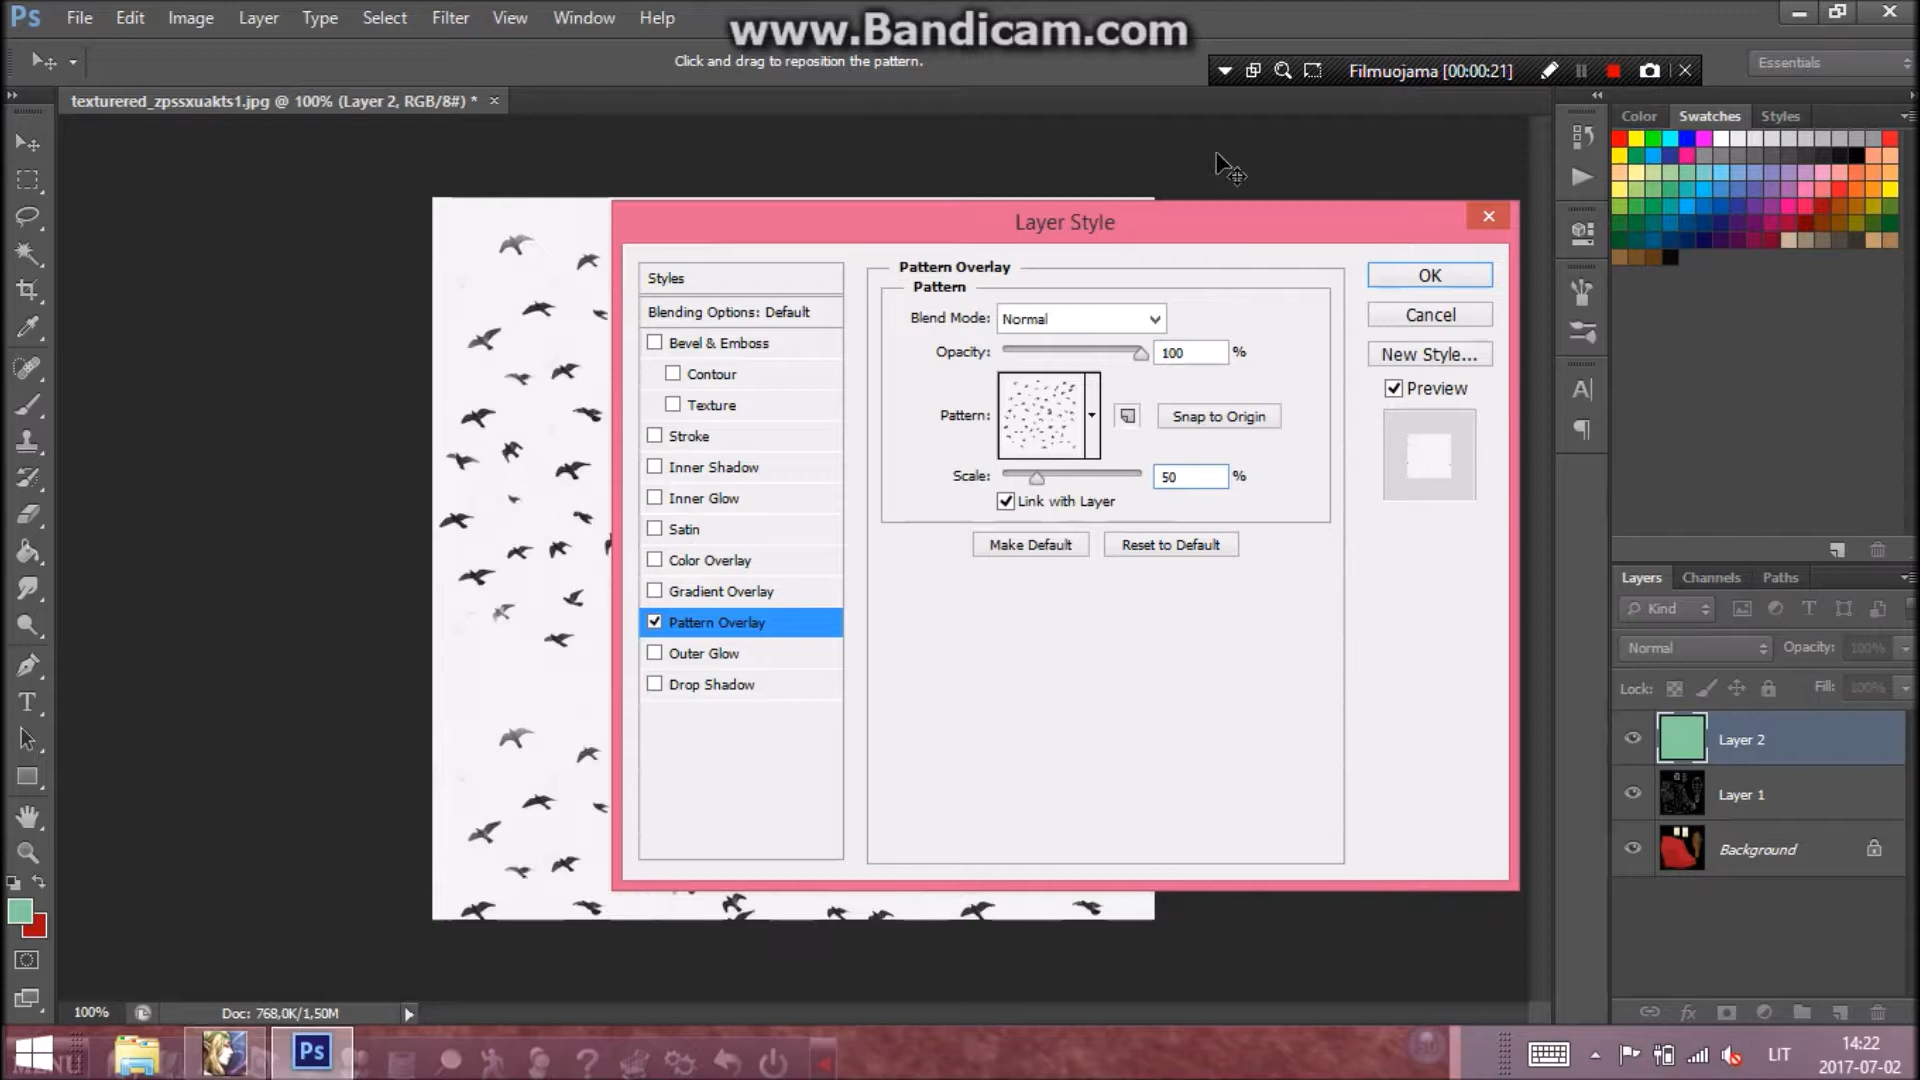 Ps File Edit Image Layer Type Select Filter View Window Help
www.Bandicam.com
Click and drag to reposition the pattern.
Filmuojama [00:00:21]
Essentials
texturered_zpssxuakts1.jpg @ 100% (Layer 2, RGB/8#) *
Color Swatches Styles
Layer Style
Styles
Blending Options: Default
Bevel & Emboss
Contour
Texture
Stroke
Inner Shadow
Inner Glow
Satin
Color Overlay
Gradient Overlay
Pattern Overlay
Outer Glow
Drop Shadow
Pattern Overlay
Pattern
Blend Mode: Normal
Opacity: 100 %
Pattern:
Snap to Origin
Scale: 50 %
Link with Layer
Make Default Reset to Default
OK
Cancel
New Style...
Preview
Layers Channels Paths
Kind
Normal Opacity: 100%
Lock: Fill: 100%
Layer 2
Layer 1
Background
100% Doc: 768,0K/1,50M
MENU
Ps
LIT
14:22
2017-07-02